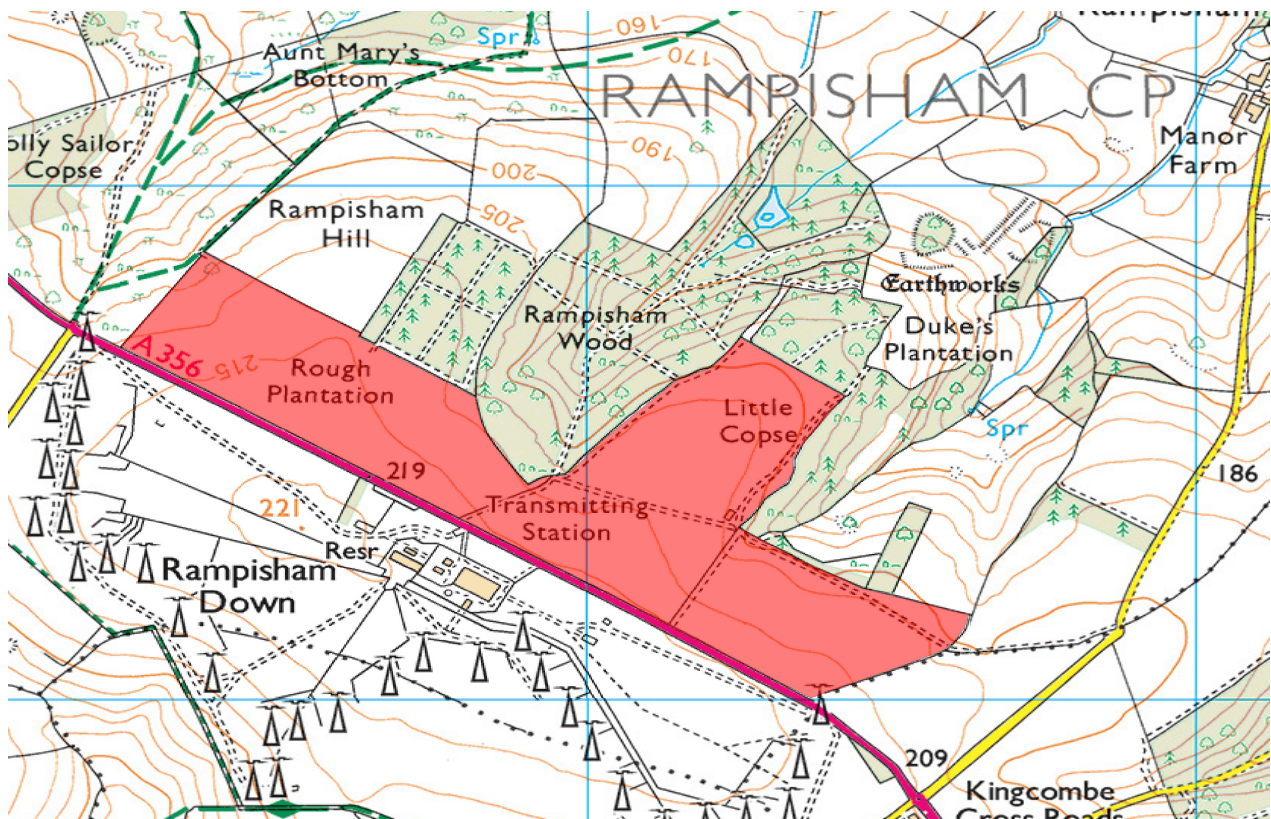 Rampisham
160
Spr
Aunt Mary's
Bottom
170
RAMPISHAM CP
Manor
Farm
olly Sailor
Copse
190
200
205
Rampisham
Hill
Earthworks
Rampisham
Wood
Duke's
Plantation
A 356
215
Rough
Plantation
Little
Copse
Spr
219
186
221
Transmitting
Station
Resr
Rampisham
Down
209
Kingcombe
Cross Roads